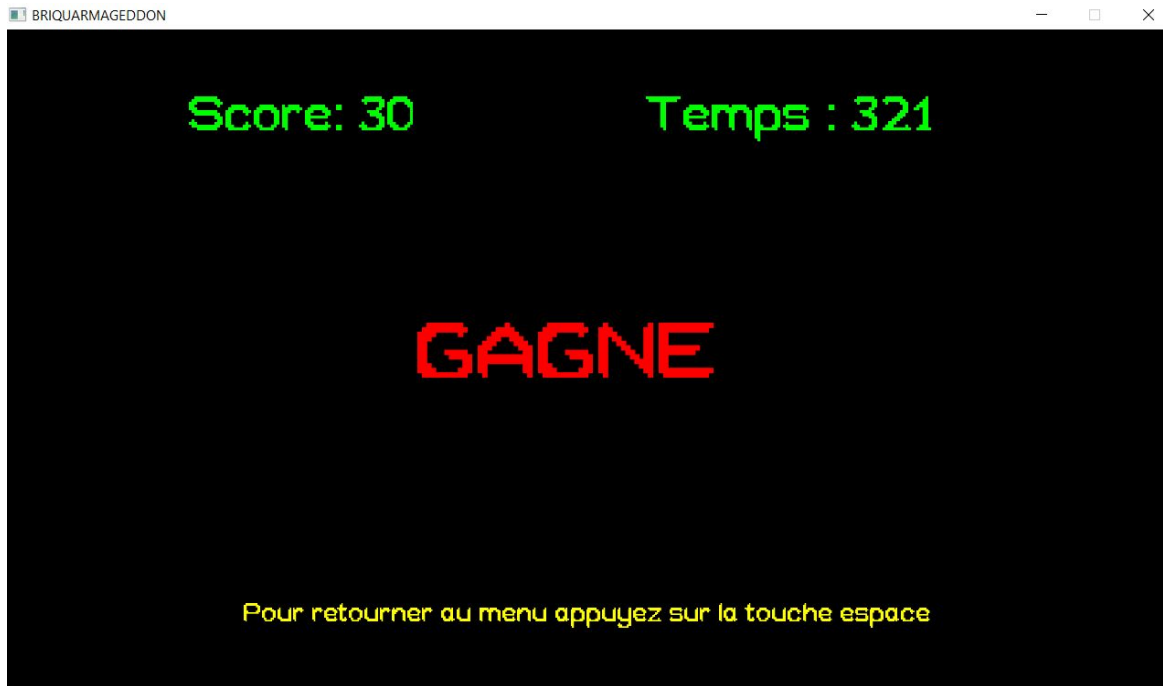 BRIQUARMAGEDDON
Score: 30 Temps : 321
GAGNE
Pour retourner au menu appuyez sur la touche espace